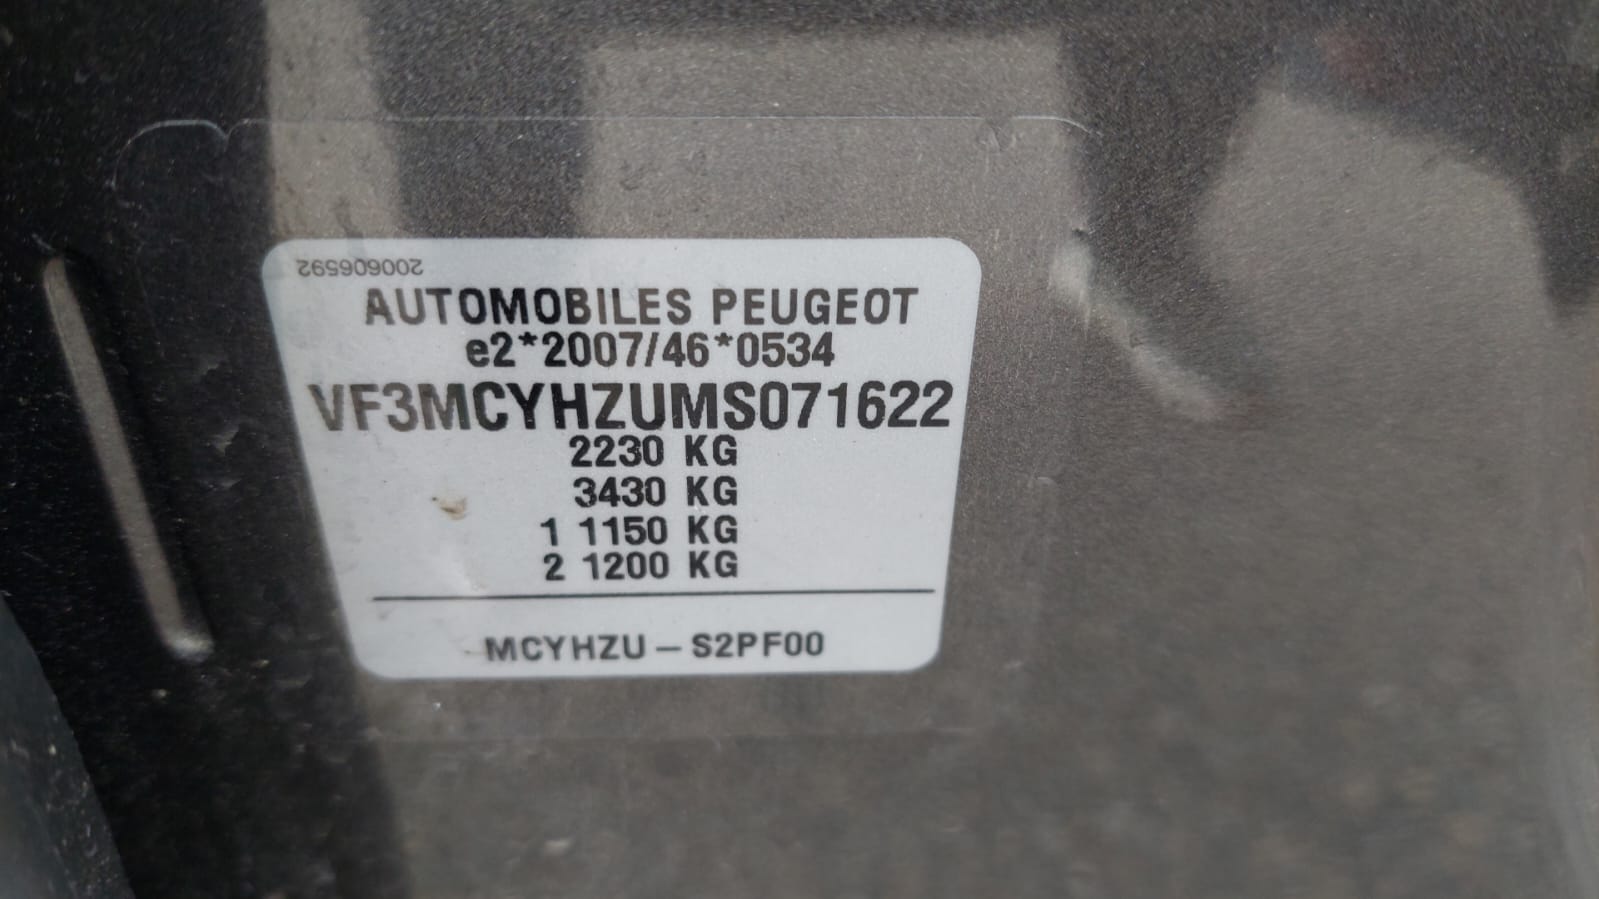 200606592
AUTOMOBILES PEUGEOT
e2*2007/46*0534
VF3MCYHZUMS071622
2230 KG
3430 KG
1 1150 KG
2 1200 KG
MCYHZU – S2PF00